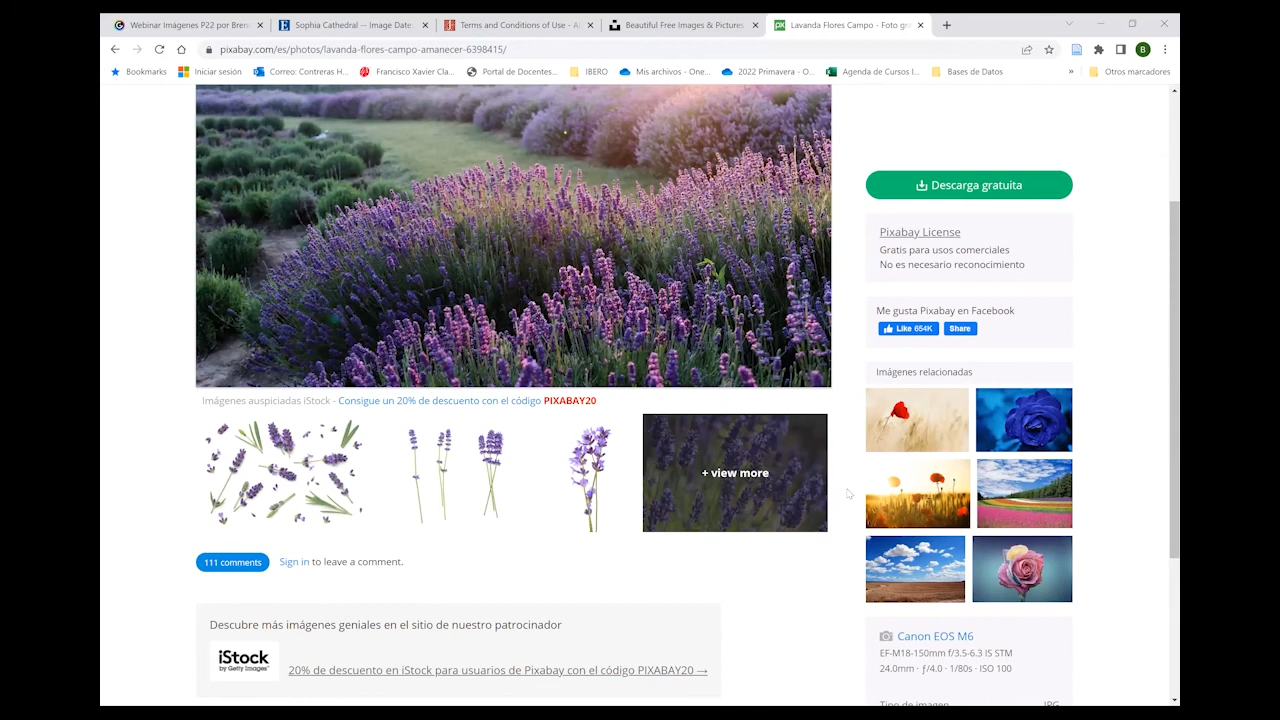 Webinar Imágenes P22 por Bren
Sophia Cathedral -- Image Date
Terms and Conditions of Use - A
Beautiful Free Images & Pictures
Lavanda Flores Campo - Foto gr
pixabay.com/es/photos/lavanda-flores-campo-amanecer-6398415/
B
Bookmarks
Iniciar sesión
Correo: Contreras H...
Francisco Xavier Cla...
Portal de Docentes...
IBERO
Mis archivos - One...
2022 Primavera - O...
Agenda de Cursos I...
Bases de Datos
»
Otros marcadores
Descarga gratuita
Pixabay License
Gratis para usos comerciales
No es necesario reconocimiento
Me gusta Pixabay en Facebook
Like 654K
Share
Imágenes relacionadas
Imágenes auspiciadas iStock - Consigue un 20% de descuento con el código PIXABAY20
+ view more
111 comments
Sign in to leave a comment.
Descubre más imágenes geniales en el sitio de nuestro patrocinador
iStock
by Getty Images
20% de descuento en iStock para usuarios de Pixabay con el código PIXABAY20 →
Canon EOS M6
EF-M18-150mm f/3.5-6.3 IS STM
24.0mm · ƒ/4.0 · 1/80s · ISO 100
Tipo de imagen
JPG